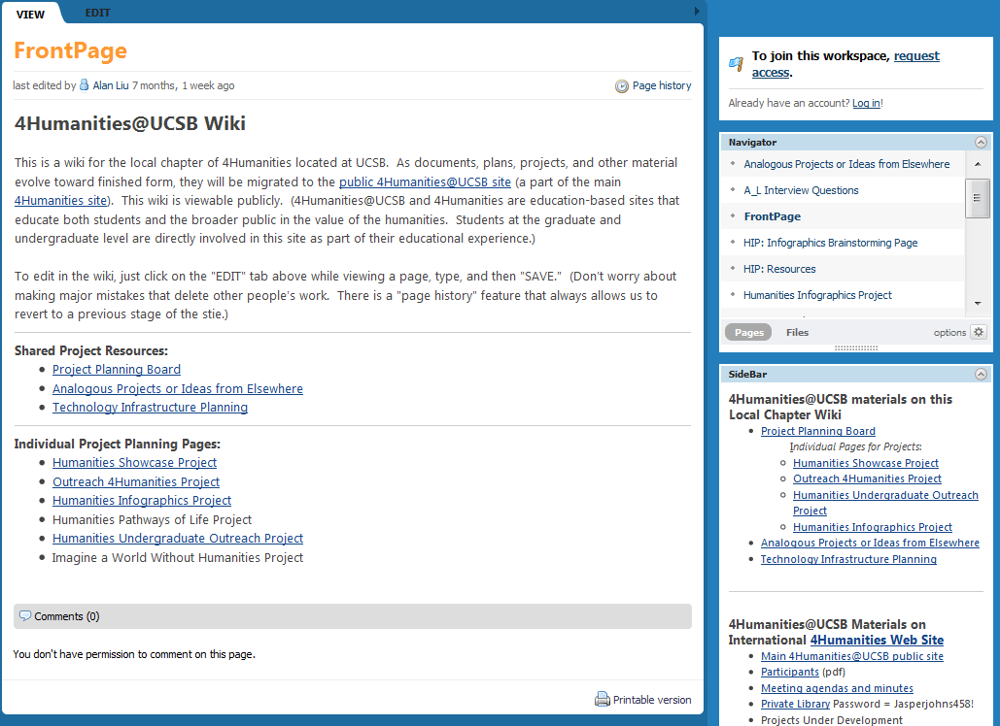 VIEW
EDIT
FrontPage
last edited by Alan Liu 7 months, 1 week ago
Page history
4Humanities@UCSB Wiki
This is a wiki for the local chapter of 4Humanities located at UCSB.  As documents, plans, projects, and other material
evolve toward finished form, they will be migrated to the public 4Humanities@UCSB site (a part of the main
4Humanities site).  This wiki is viewable publicly.  (4Humanities@UCSB and 4Humanities are education-based sites that
educate both students and the broader public in the value of the humanities.  Students at the graduate and
undergraduate level are directly involved in this site as part of their educational experience.)
To edit in the wiki, just click on the "EDIT" tab above while viewing a page, type, and then "SAVE."  (Don't worry about
making major mistakes that delete other people's work.  There is a "page history" feature that always allows us to
revert to a previous stage of the stie.)
Shared Project Resources:
Project Planning Board
Analogous Projects or Ideas from Elsewhere
Technology Infrastructure Planning
Individual Project Planning Pages:
Humanities Showcase Project
Outreach 4Humanities Project
Humanities Infographics Project
Humanities Pathways of Life Project
Humanities Undergraduate Outreach Project
Imagine a World Without Humanities Project
Comments (0)
You don't have permission to comment on this page.
Printable version
To join this workspace, request
access.
Already have an account? Log in!
Navigator
Analogous Projects or Ideas from Elsewhere
A_L Interview Questions
FrontPage
HIP: Infographics Brainstorming Page
HIP: Resources
Humanities Infographics Project
Pages
Files
options
SideBar
4Humanities@UCSB materials on this
Local Chapter Wiki
Project Planning Board
Individual Pages for Projects:
Humanities Showcase Project
Outreach 4Humanities Project
Humanities Undergraduate Outreach
Project
Humanities Infographics Project
Analogous Projects or Ideas from Elsewhere
Technology Infrastructure Planning
4Humanities@UCSB Materials on
International 4Humanities Web Site
Main 4Humanities@UCSB public site
Participants (pdf)
Meeting agendas and minutes
Private Library Password = Jasperjohns458!
Projects Under Development